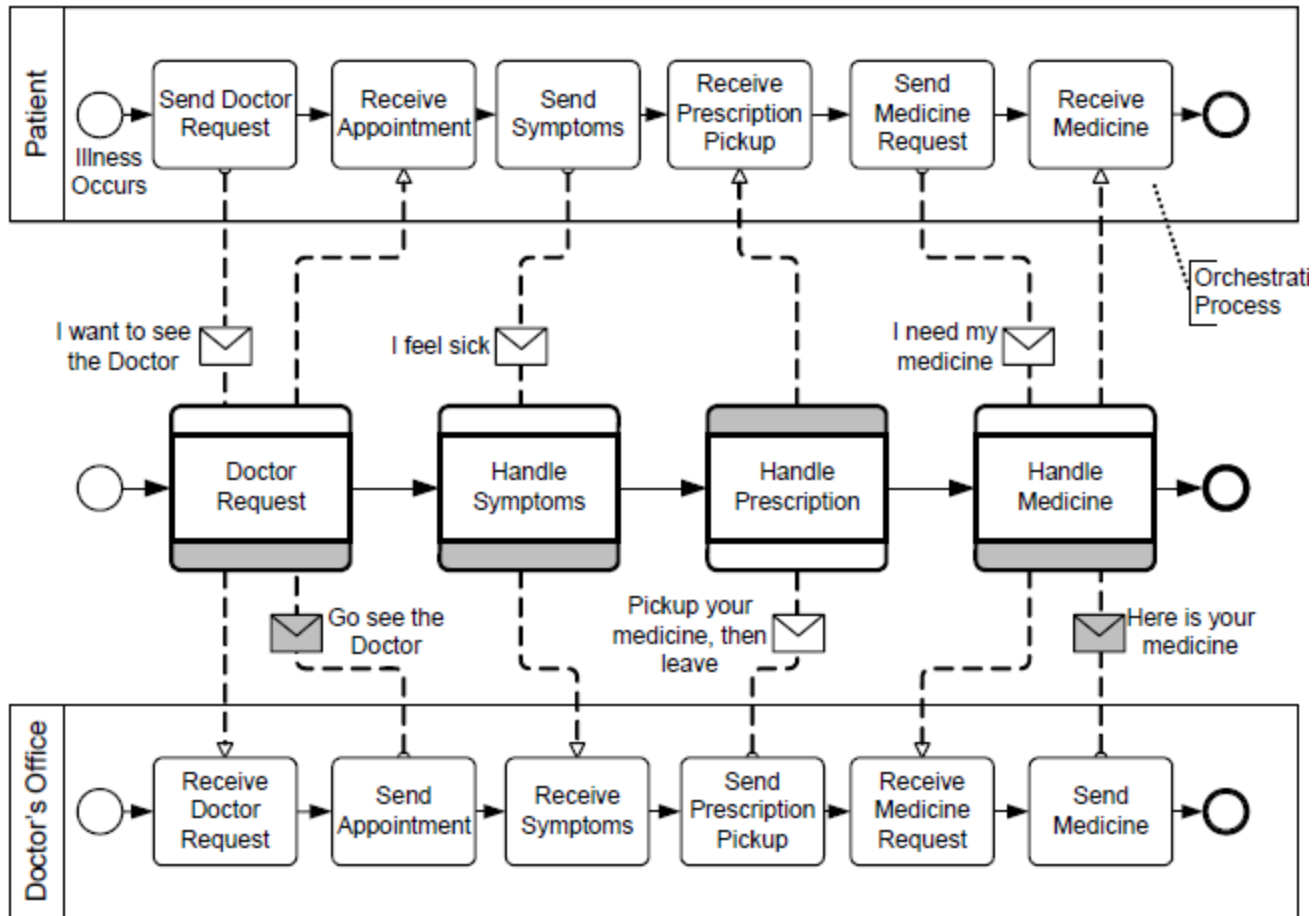 Patient
Send Doctor
Request
Receive
Appointment
Send
Symptoms
Receive
Prescription
Pickup
Send
Medicine
Request
Receive
Medicine
Illness
Occurs
Orchestrati
Process
I want to see
the Doctor
I feel sick
I need my
medicine
Doctor
Request
Handle
Symptoms
Handle
Prescription
Handle
Medicine
Go see the
Doctor
Pickup your
medicine, then
leave
Here is your
medicine
Doctor's Office
Receive
Doctor
Request
Send
Appointment
Receive
Symptoms
Send
Prescription
Pickup
Receive
Medicine
Request
Send
Medicine